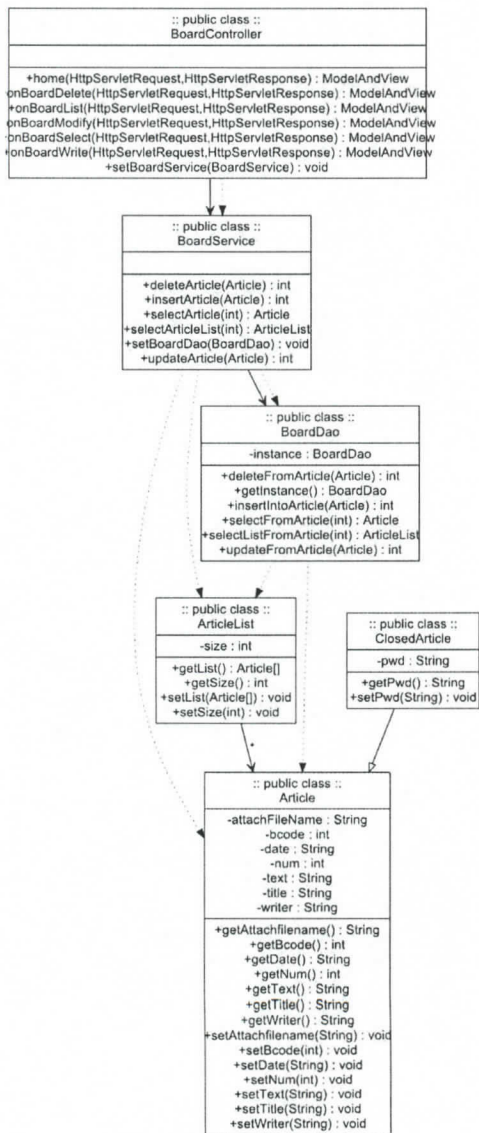 :: public class ::
BoardController
+home(HttpServletRequest,HttpServletResponse) : ModelAndView
onBoardDelete(HttpServletRequest,HttpServletResponse) : ModelAndView
+onBoardList(HttpServletRequest,HttpServletResponse) : ModelAndView
onBoardModify(HttpServletRequest,HttpServletResponse) : ModelAndView
onBoardSelect(HttpServletRequest,HttpServletResponse) : ModelAndView
+onBoardWrite(HttpServletRequest,HttpServletResponse) : ModelAndView
+setBoardService(BoardService) : void
:: public class ::
BoardService
+deleteArticle(Article) : int
+insertArticle(Article) : int
+selectArticle(int) : Article
+selectArticleList(int) : ArticleList
+setBoardDao(BoardDao) : void
+updateArticle(Article) : int
:: public class ::
BoardDao
-instance : BoardDao
+deleteFromArticle(Article) : int
+getInstance() : BoardDao
+insertIntoArticle(Article) : int
+selectFromArticle(int) : Article
+selectListFromArticle(int) : ArticleList
+updateFromArticle(Article) : int
:: public class ::
ArticleList
-size : int
+getList() : Article[]
+getSize() : int
+setList(Article[]) : void
+setSize(int) : void
:: public class ::
ClosedArticle
-pwd : String
+getPwd() : String
+setPwd(String) : void
*
:: public class ::
Article
-attachFileName : String
-bcode : int
-date : String
-num : int
-text : String
-title : String
-writer : String
+getAttachfilename() : String
+getBcode() : int
+getDate() : String
+getNum() : int
+getText() : String
+getTitle() : String
+getWriter() : String
+setAttachfilename(String) : void
+setBcode(int) : void
+setDate(String) : void
+setNum(int) : void
+setText(String) : void
+setTitle(String) : void
+setWriter(String) : void